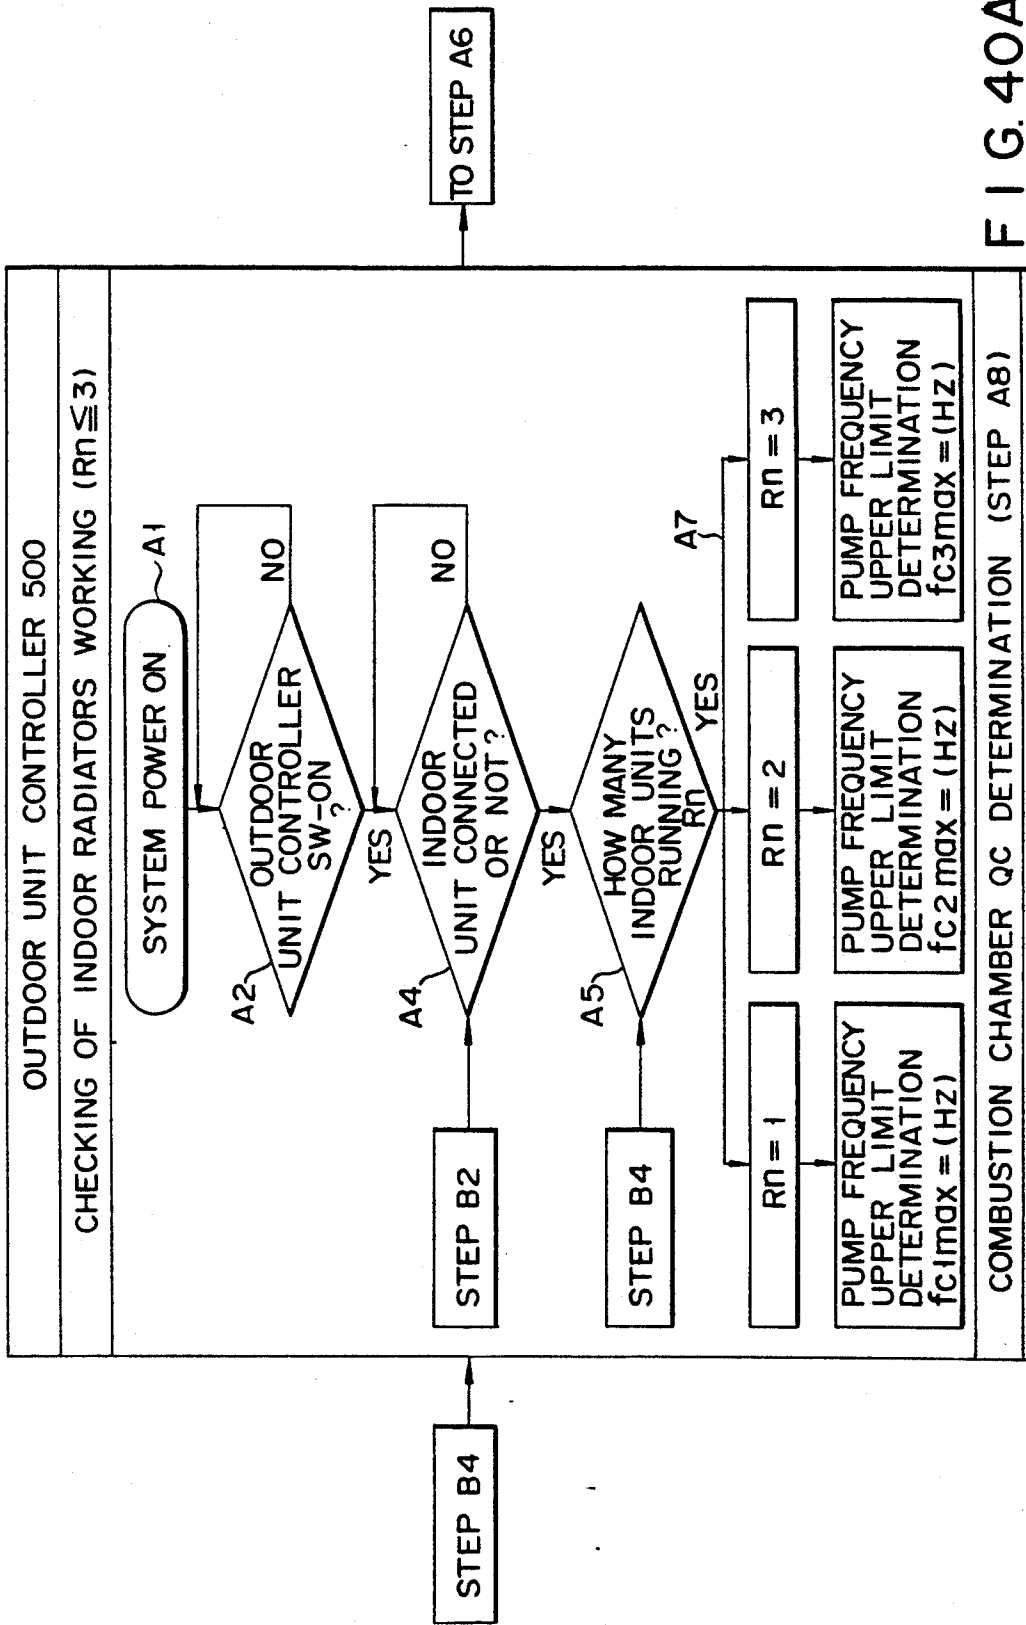 OUTDOOR UNIT CONTROLLER 500
CHECKING OF INDOOR RADIATORS WORKING (Rn≦3)
SYSTEM POWER ON
A1
A2
OUTDOOR
UNIT CONTROLLER
SW-ON
?
NO
YES
STEP B4
STEP B2
A4
INDOOR
UNIT CONNECTED
OR NOT?
NO
TO STEP A6
YES
STEP B4
A5
HOW MANY
INDOOR UNITS
RUNNING?
Rn
YES
A7
Rn = 1
Rn = 2
Rn = 3
PUMP FREQUENCY
UPPER LIMIT
DETERMINATION
fc1max = (HZ)
PUMP FREQUENCY
UPPER LIMIT
DETERMINATION
fc2max = (HZ)
PUMP FREQUENCY
UPPER LIMIT
DETERMINATION
fc3max = (HZ)
COMBUSTION CHAMBER QC DETERMINATION (STEP A8)
FIG. 40A